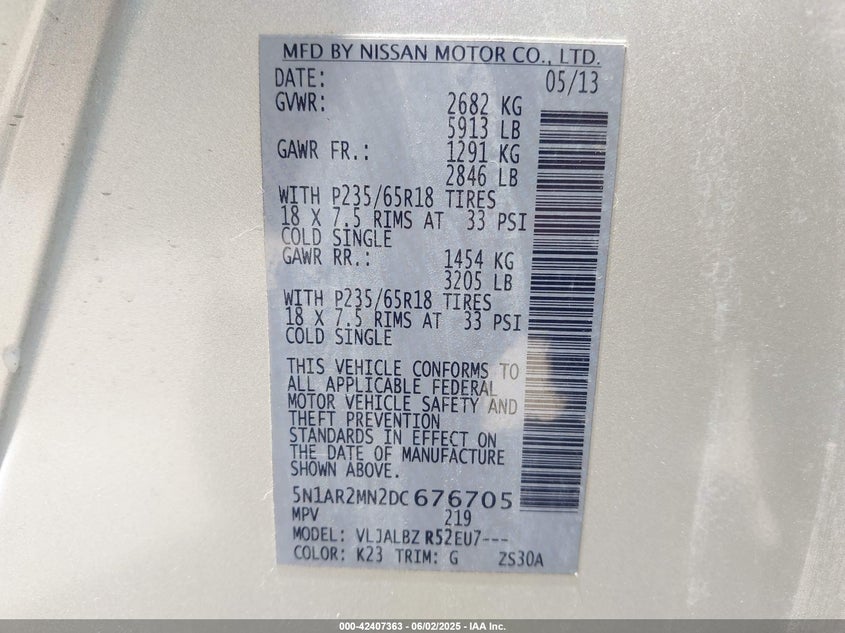 MFD BY NISSAN MOTOR CO., LTD.
DATE: 05/13
GVWR: 2682 KG
5913 LB
GAWR FR.: 1291 KG
2846 LB
WITH P235/65R18 TIRES
18 X 7.5 RIMS AT 33 PSI
COLD SINGLE
GAWR RR.: 1454 KG
3205 LB
WITH P235/65R18 TIRES
18 X 7.5 RIMS AT 33 PSI
COLD SINGLE
THIS VEHICLE CONFORMS TO
ALL APPLICABLE FEDERAL
MOTOR VEHICLE SAFETY AND
THEFT PREVENTION
STANDARDS IN EFFECT ON
THE DATE OF MANUFACTURE
SHOWN ABOVE.
5N1AR2MN2DC676705
MPV 219
MODEL: VLJALBZ R52EU7---
COLOR: K23 TRIM: G ZS30A
000-42407363 - 06/02/2025 - IAA Inc.